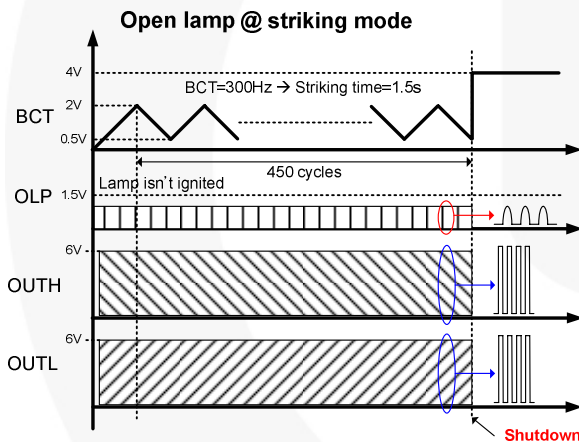 Open lamp @ striking mode
4V
BCT=300Hz → Striking time=1.5s
2V
BCT
0.5V
450 cycles
Lamp isn't ignited
OLP
1.5V
6V
OUTH
6V
OUTL
Shutdown